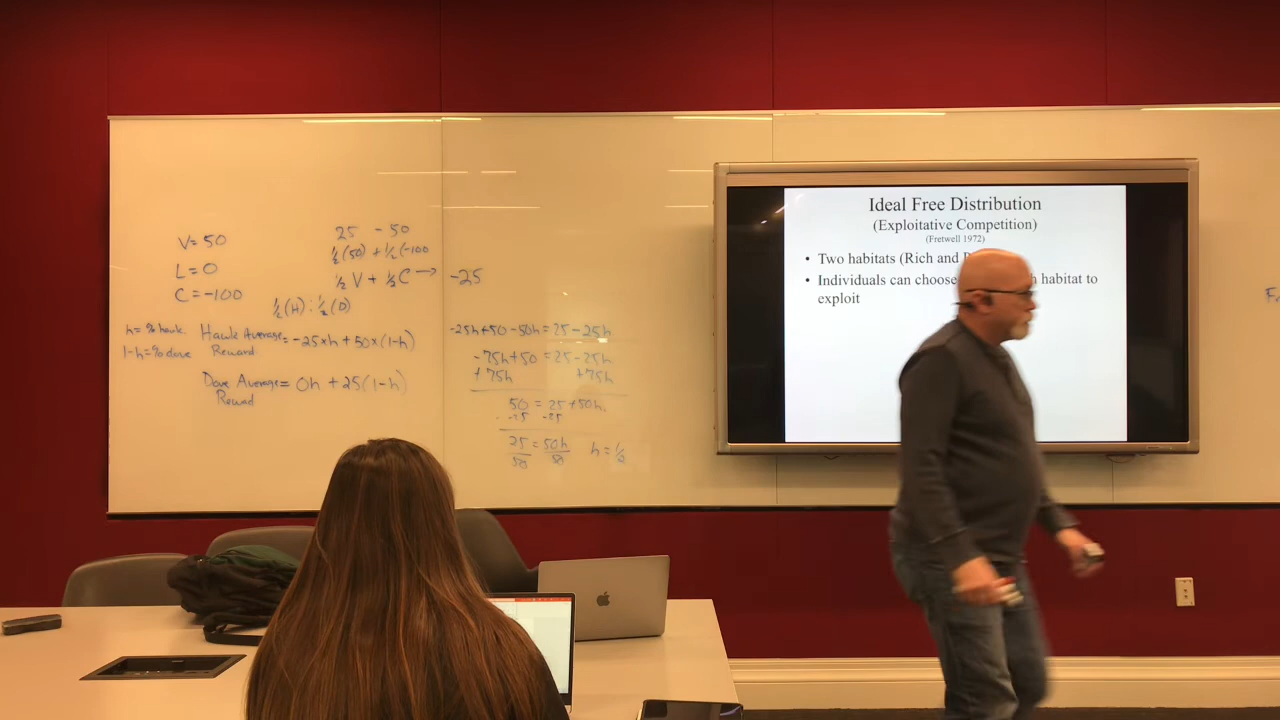 V=50
L=0
C=-100
25 - 50
½(50) + ½(-100
½V + ½C → -25
½(H) : ½(D)
h=% hawk
1-h=% dove
Hawk Average Reward = -25×h + 50×(1-h)
Dove Average Reward = 0h + 25(1-h)
-25h+50-50h=25-25h
-75h+50=25-25h
+75h +75h
50 = 25+50h
-25 -25
25/50 = 50h/50 h=½
Ideal Free Distribution
(Exploitative Competition)
(Fretwell 1972)
• Two habitats (Rich and
• Individuals can choose habitat to
exploit